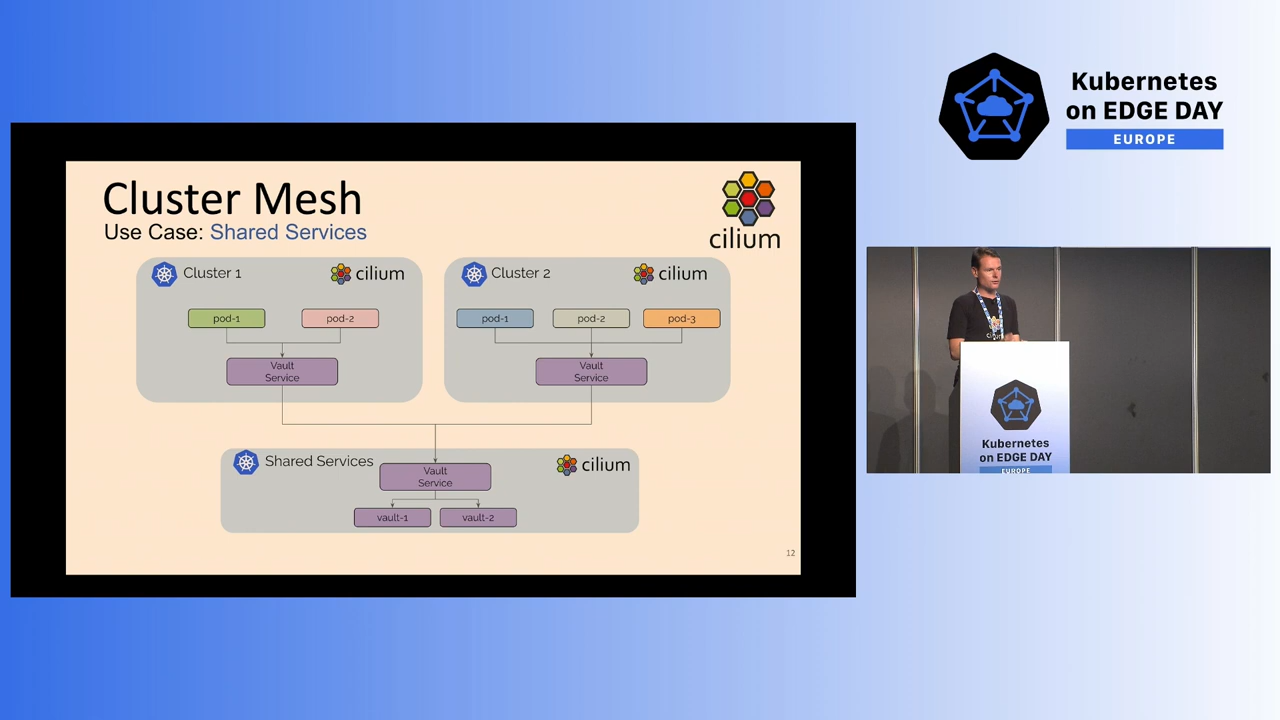 Kubernetes
on EDGE DAY
EUROPE
Cluster Mesh
Use Case: Shared Services
cilium
Cluster 1
cilium
pod-1
pod-2
Vault
Service
Cluster 2
cilium
pod-1
pod-2
pod-3
Vault
Service
Shared Services
Vault
Service
cilium
vault-1
vault-2
12
Kubernetes
on EDGE DAY
EUROPE